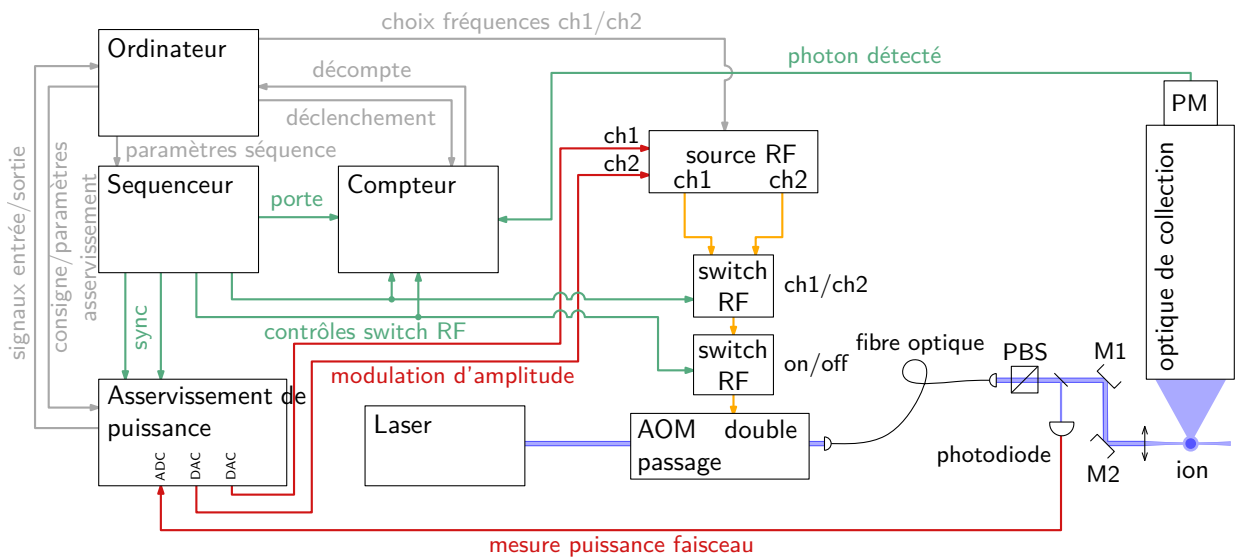 choix fréquences ch1/ch2
Ordinateur
décompte
photon détecté
déclenchement
PM
ch1
paramètres séquence
source RF
ch2
ch1
ch2
Sequenceur
Compteur
porte
signaux entrée/sortie
consigne/paramètres
asservissement
optique de collection
switch
RF
ch1/ch2
sync
contrôles switch RF
fibre optique
PBS
M1
switch
RF
on/off
modulation d'amplitude
Asservissement de
puissance
Laser
AOM double
passage
photodiode
M2
ion
ADC
DAC
DAC
mesure puissance faisceau